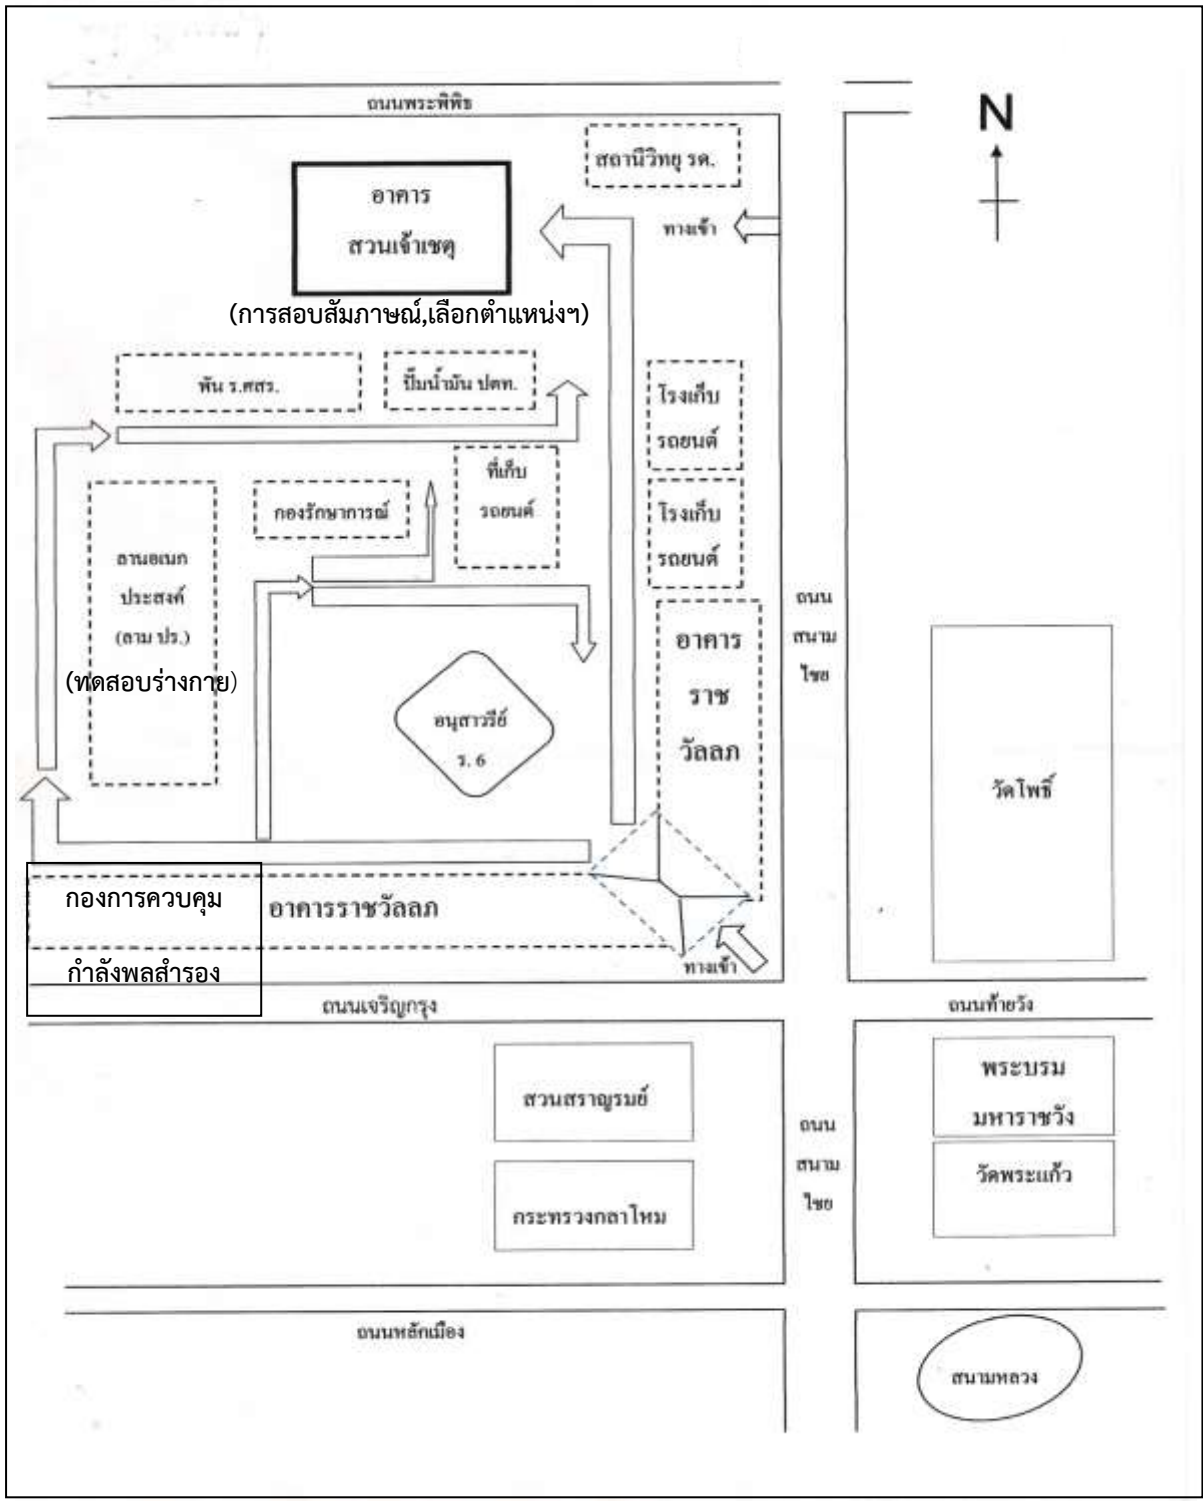 ถนนพระพิพิธ
N
สถานีวิทยุ รด.
อาคาร
สวนเจ้าเชตุ
ทางเข้า
(การสอบสัมภาษณ์,เลือกตำแหน่งฯ)
พัน ร.ศสร.
ปั๊มน้ำมัน ปตท.
โรงเก็บ
รถยนต์
ที่เก็บ
รถยนต์
กองรักษาการณ์
โรงเก็บ
รถยนต์
ลานอเนก
ประสงค์
(ลาม ปร.)
(ทดสอบร่างกาย)
ถนน
สนาม
ไชย
อาคาร
ราช
วัลลภ
อนุสาวรีย์
ร. 6
วัดโพธิ์
กองการควบคุม
กำลังพลสำรอง
อาคารราชวัลลภ
ทางเข้า
ถนนเจริญกรุง
ถนนท้ายวัง
สวนสราญรมย์
พระบรม
มหาราชวัง
ถนน
สนาม
ไชย
วัดพระแก้ว
กระทรวงกลาโหม
ถนนหลักเมือง
สนามหลวง